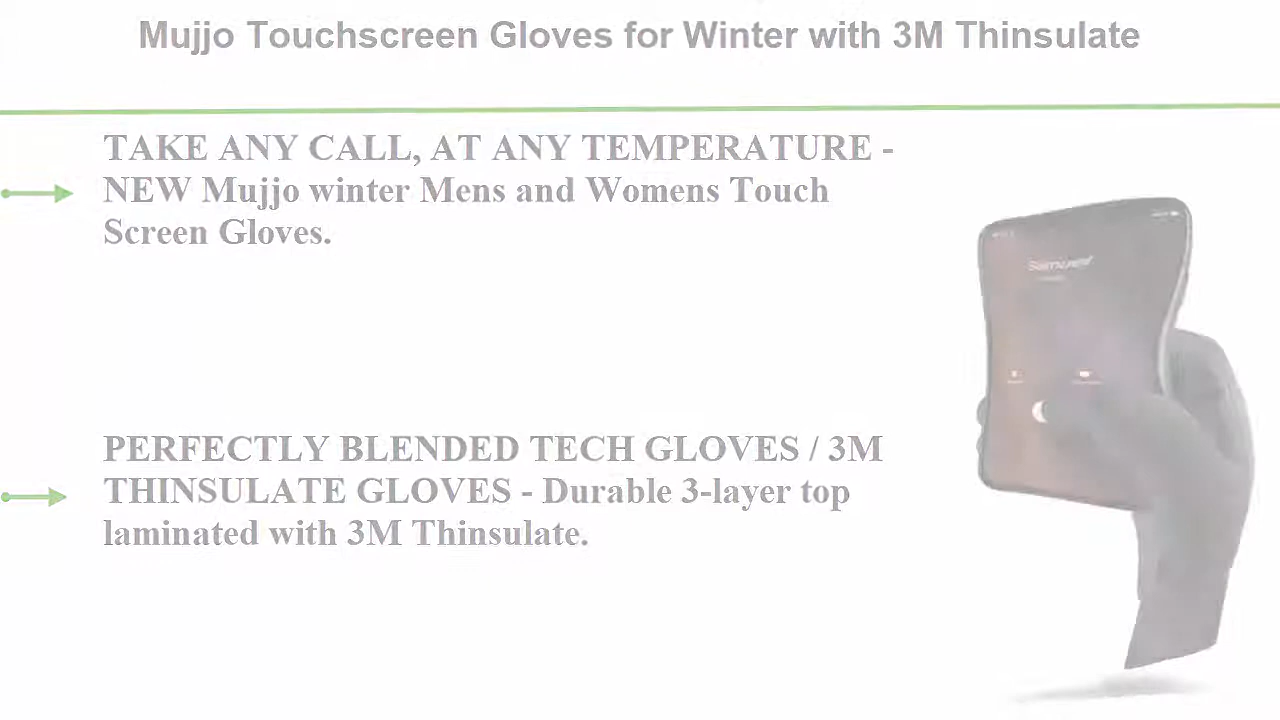 Mujjo Touchscreen Gloves for Winter with 3M Thinsulate
TAKE ANY CALL, AT ANY TEMPERATURE -
NEW Mujjo winter Mens and Womens Touch
Screen Gloves.
PERFECTLY BLENDED TECH GLOVES / 3M
THINSULATE GLOVES - Durable 3-layer top
laminated with 3M Thinsulate.